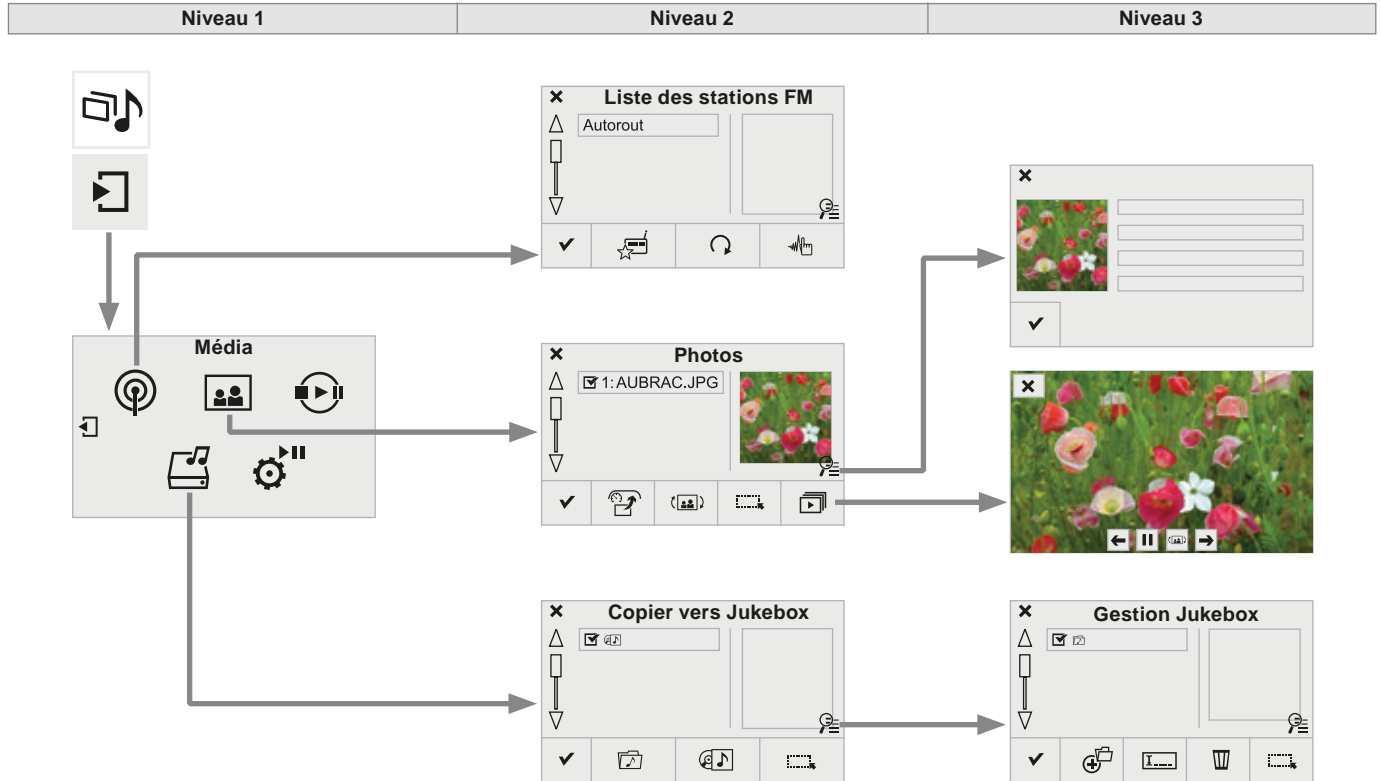 Niveau 1
Niveau 2
Niveau 3
Liste des stations FM
Autorout
Média
Photos
1: AUBRAC.JPG
Copier vers Jukebox
Gestion Jukebox